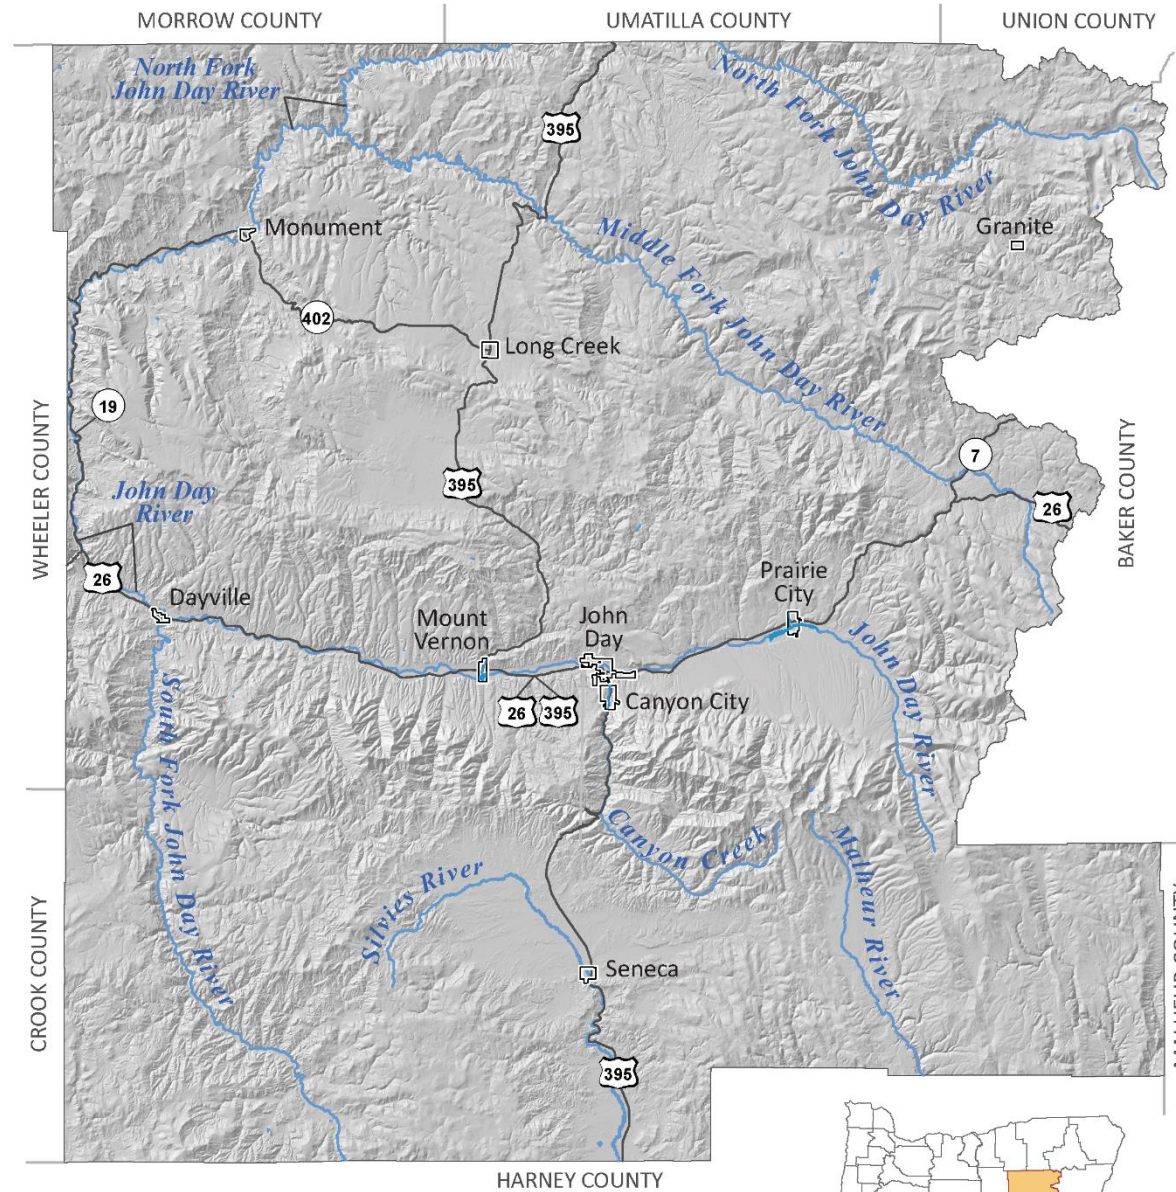 MORROW COUNTY
UMATILLA COUNTY
UNION COUNTY
North Fork
John Day River
North Fork John Day River
395
Granite
Monument
Middle Fork John Day River
402
Long Creek
19
WHEELER COUNTY
BAKER COUNTY
7
395
John Day
River
26
26
Dayville
Prairie
City
Mount
Vernon
John
Day
John Day River
26
395
Canyon City
South Fork John Day River
Canyon Creek
Malheur River
Silvies River
CROOK COUNTY
Seneca
395
HARNEY COUNTY